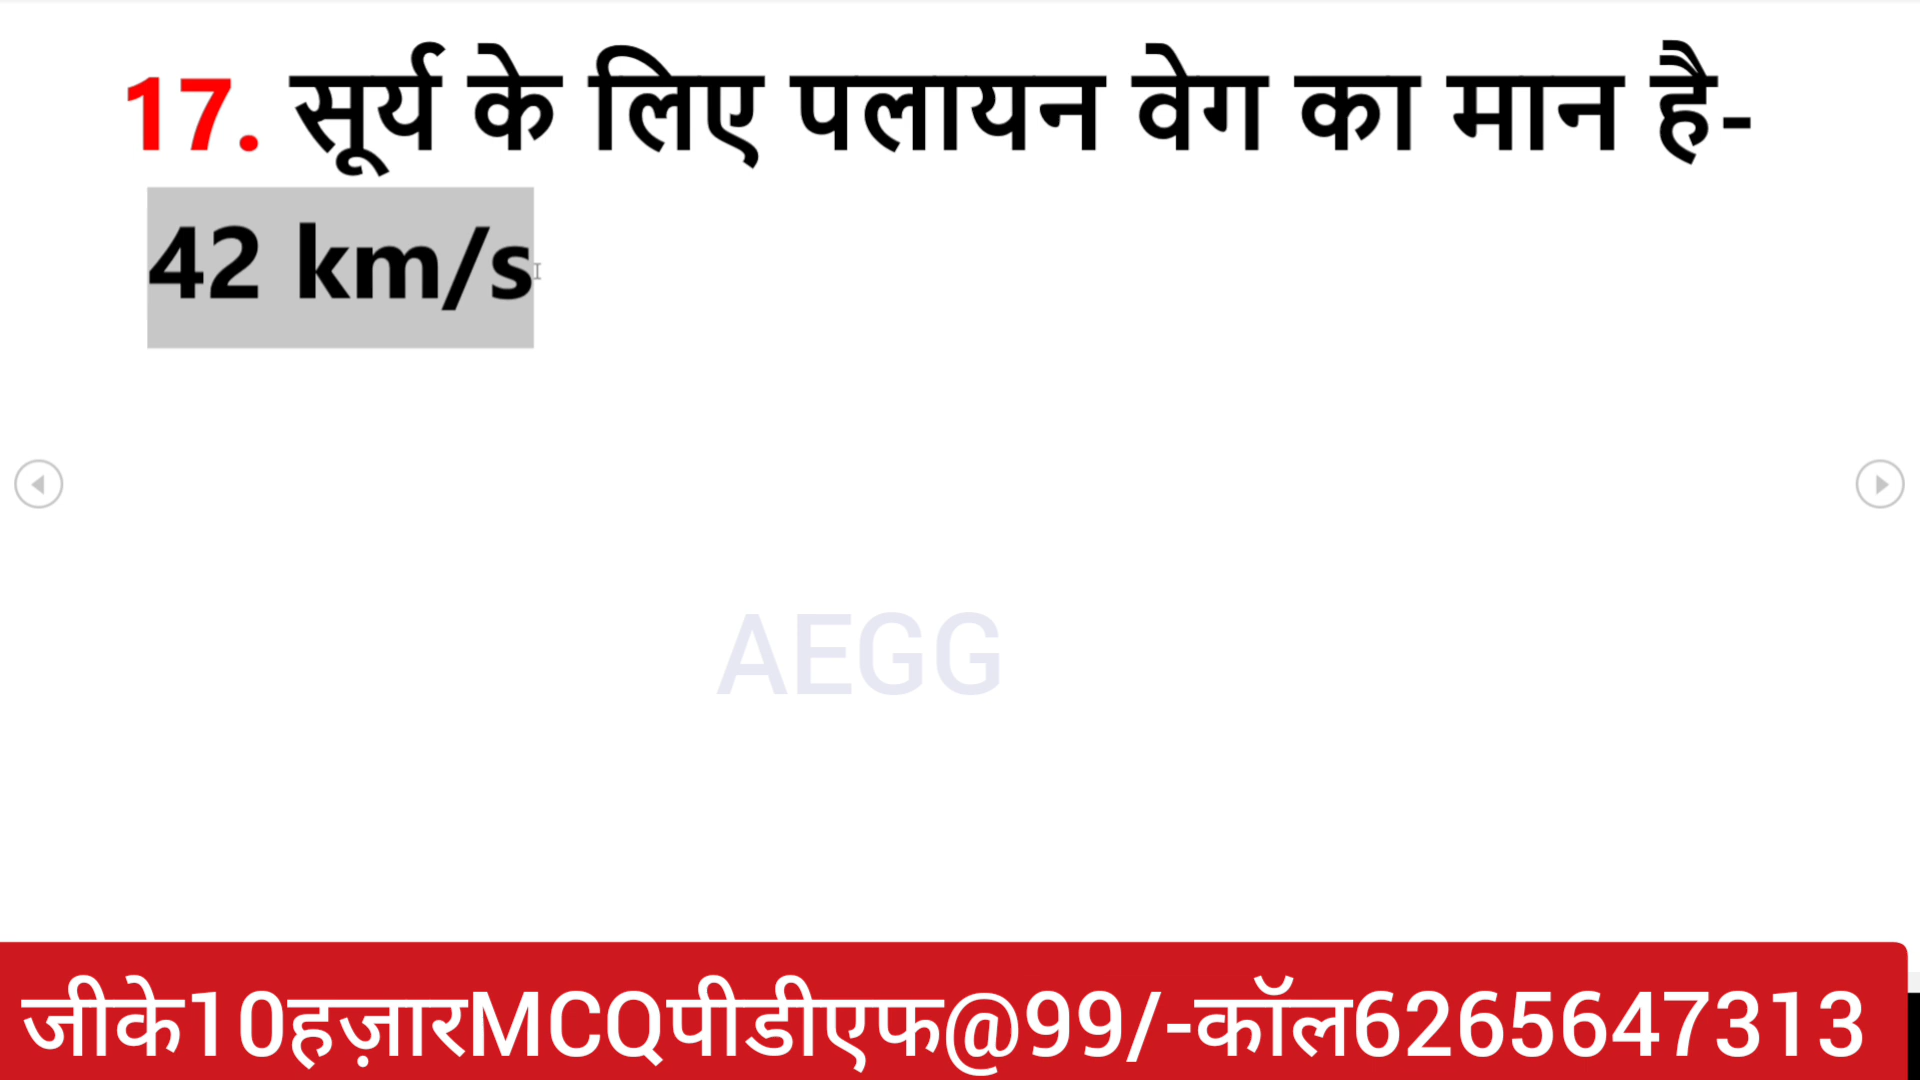 17. सूर्य के लिए पलायन वेग का मान है-
42 km/s
AEGG
जीके10हज़ारMCQपीडीएफ@99/-कॉल6265647313